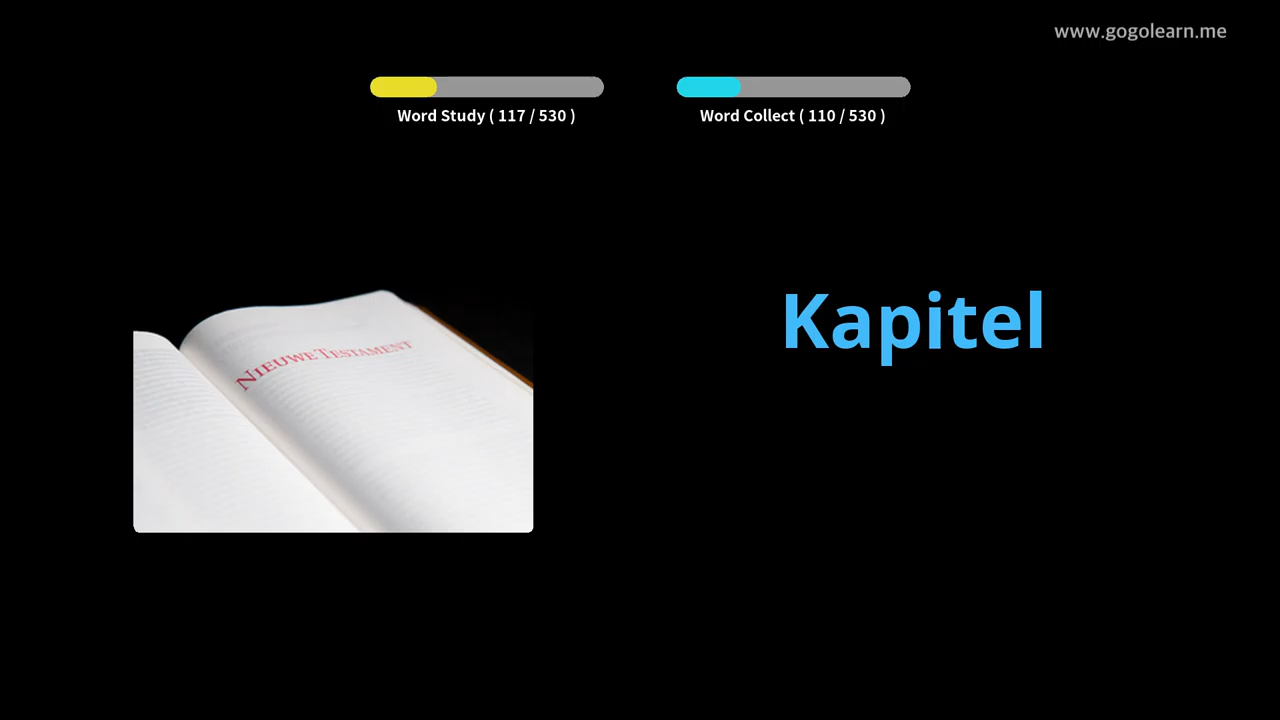 www.gogolearn.me
Word Study ( 117 / 530 )
Word Collect ( 110 / 530 )
Kapitel
NIEUWE TESTAMENT